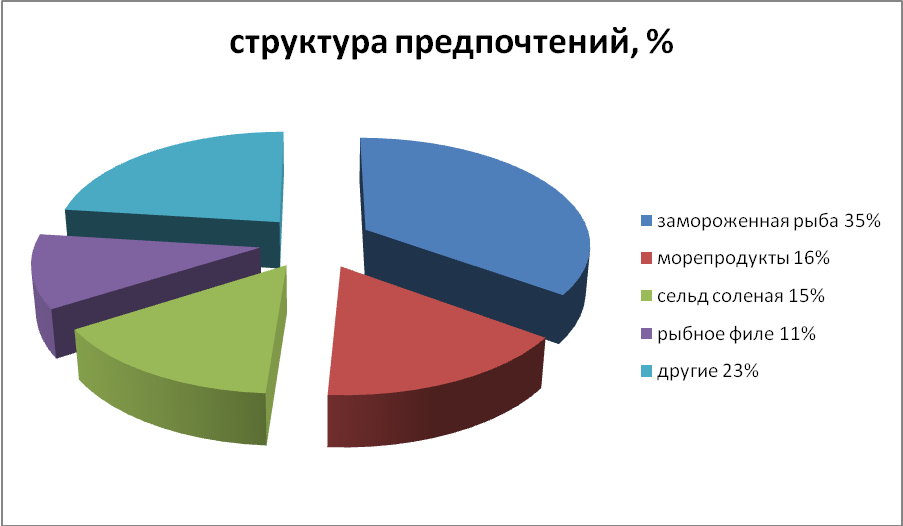 структура предпочтений, %
замороженная рыба 35%
морепродукты 16%
сельд соленая 15%
рыбное филе 11%
другие 23%